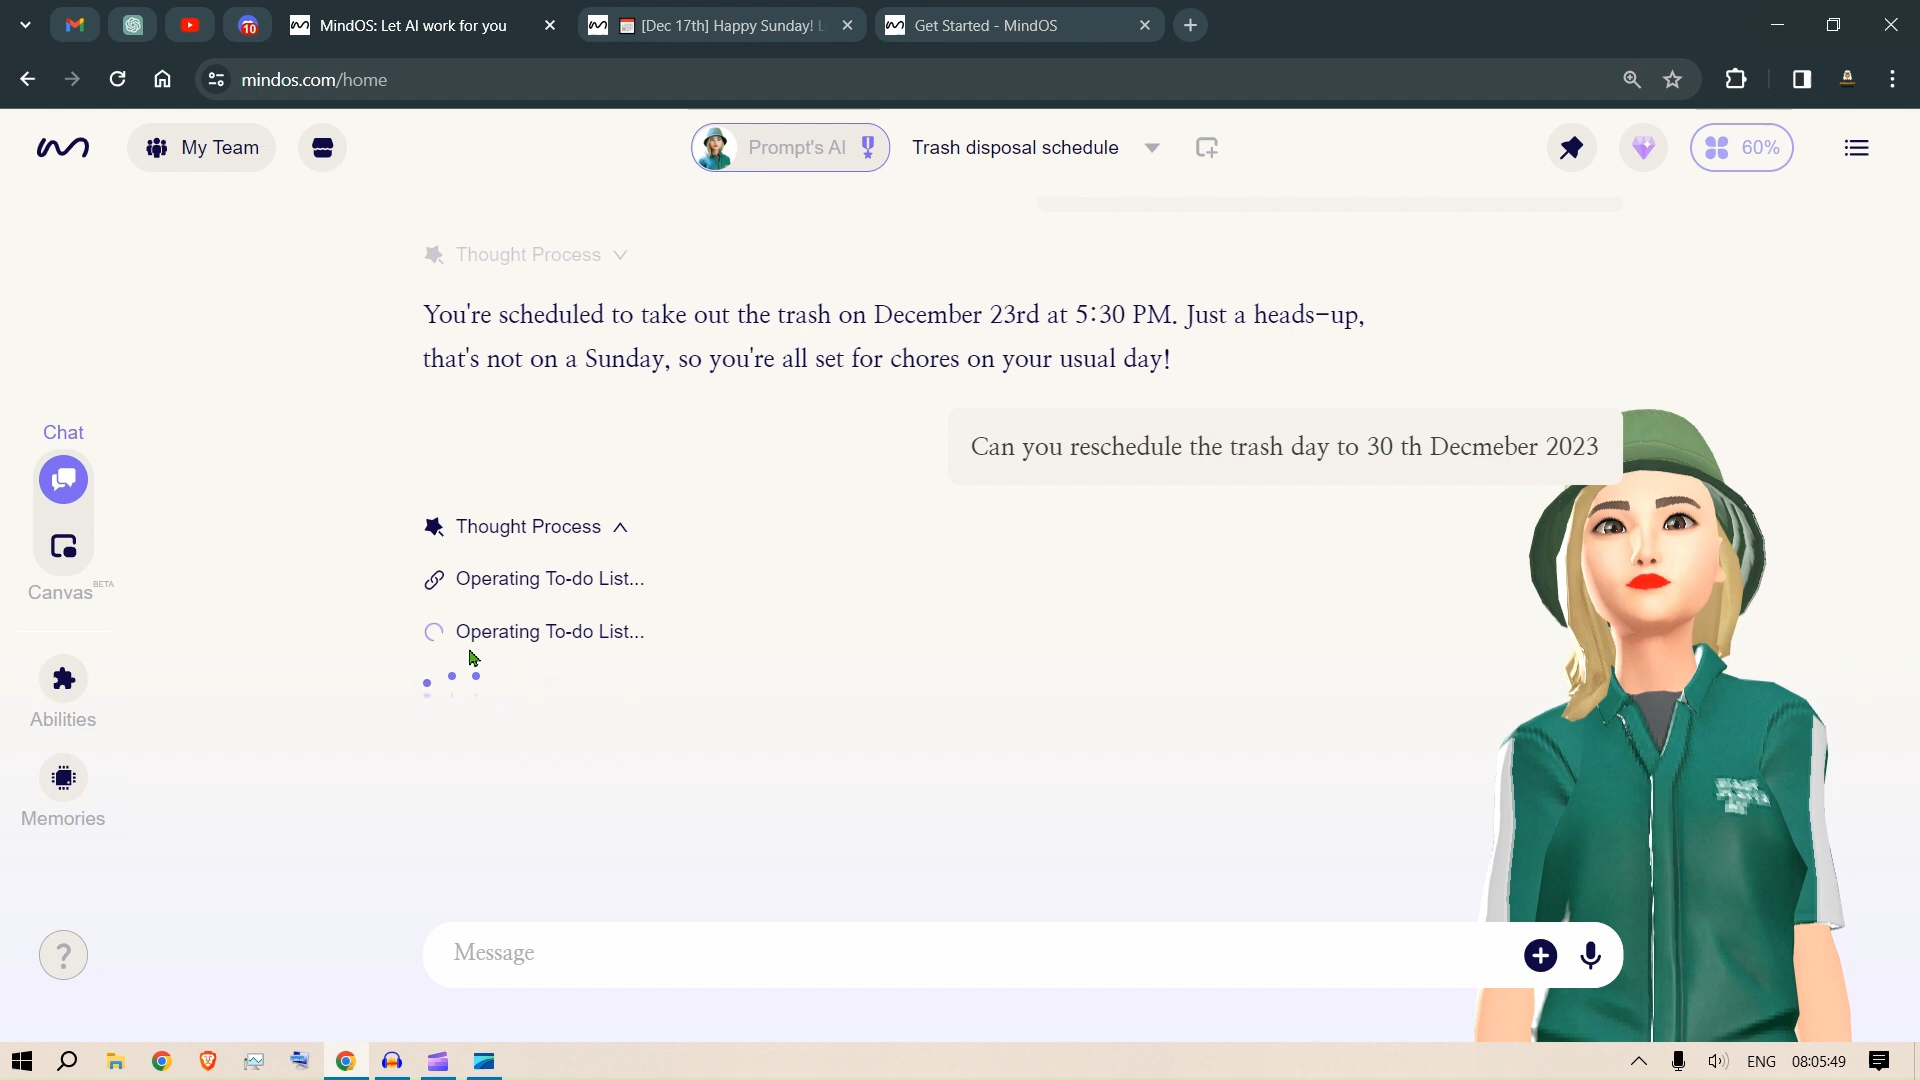 MindOS: Let AI work for you
[Dec 17th] Happy Sunday!
Get Started - MindOS
10
mindos.com/home
My Team
Prompt's AI
Trash disposal schedule
60%
Thought Process
You're scheduled to take out the trash on December 23rd at 5:30 PM. Just a heads-up,
that's not on a Sunday, so you're all set for chores on your usual day!
Chat
Can you reschedule the trash day to 30 th Decmeber 2023
Thought Process
Operating To-do List...
Canvas BETA
Operating To-do List...
Abilities
Memories
Message
?
ENG 08:05:49